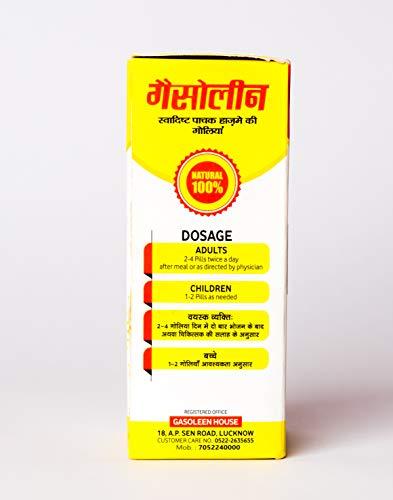 गैसोलीन
स्वादिष्ट पाचक हाज़मे की
गोलियाँ
NATURAL
100%
DOSAGE
ADULTS
2-4 Pills twice a day
after meal or as directed by physician
CHILDREN
1-2 Pills as needed
वयस्क व्यक्तिः
2-4 गोलिया दिन में दो बार भोजन के बाद
अथवा चिकित्सक की सलाह के अनुसार
बच्चे
1-2 गोलियाँ आवश्यकता अनुसार
REGISTERED OFFICE
GASOLEEN HOUSE
18, A.P. SEN ROAD, LUCKNOW
CUSTOMER CARE NO. 0522-2635655
Mob. : 7052240000